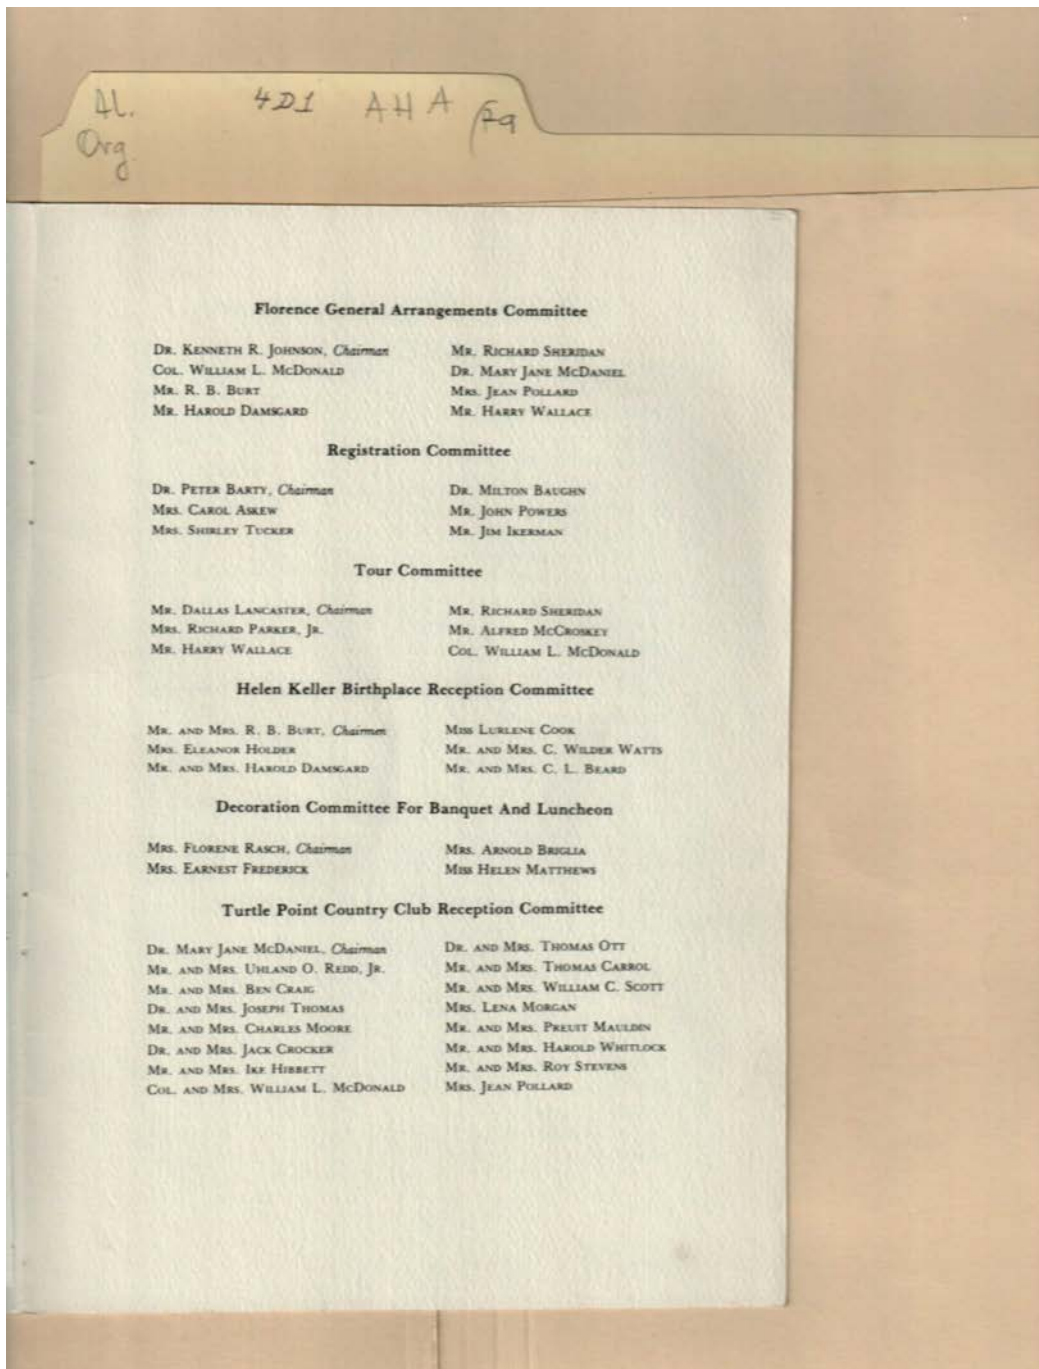 Al. 4D1 AHA
Org.
Florence General Arrangements Committee
Dr. Kenneth R. Johnson, Chairman Mr. Richard Sheridan
Col. William L. McDonald Dr. Mary Jane McDaniel
Mr. R. B. Burt Mrs. Jean Pollard
Mr. Harold Damsgard Mr. Harry Wallace
Registration Committee
Dr. Peter Barty, Chairman Dr. Milton Baughn
Mrs. Carol Askew Mr. John Powers
Mrs. Shirley Tucker Mr. Jim Ikerman
Tour Committee
Mr. Dallas Lancaster, Chairman Mr. Richard Sheridan
Mrs. Richard Parker, Jr. Mr. Alfred McCroskey
Mr. Harry Wallace Col. William L. McDonald
Helen Keller Birthplace Reception Committee
Mr. and Mrs. R. B. Burt, Chairmen Miss Lurlene Cook
Mrs. Eleanor Holder Mr. and Mrs. C. Wilder Watts
Mr. and Mrs. Harold Damsgard Mr. and Mrs. C. L. Beard
Decoration Committee For Banquet And Luncheon
Mrs. Florene Rasch, Chairman Mrs. Arnold Briglia
Mrs. Earnest Frederick Miss Helen Matthews
Turtle Point Country Club Reception Committee
Dr. Mary Jane McDaniel, Chairman Dr. and Mrs. Thomas Ott
Mr. and Mrs. Uhland O. Redd, Jr. Mr. and Mrs. Thomas Carrol
Mr. and Mrs. Ben Craig Mr. and Mrs. William C. Scott
Dr. and Mrs. Joseph Thomas Mrs. Lena Morgan
Mr. and Mrs. Charles Moore Mr. and Mrs. Preuit Mauldin
Dr. and Mrs. Jack Crocker Mr. and Mrs. Harold Whitlock
Mr. and Mrs. Ike Hibbett Mr. and Mrs. Roy Stevens
Col. and Mrs. William L. McDonald Mrs. Jean Pollard